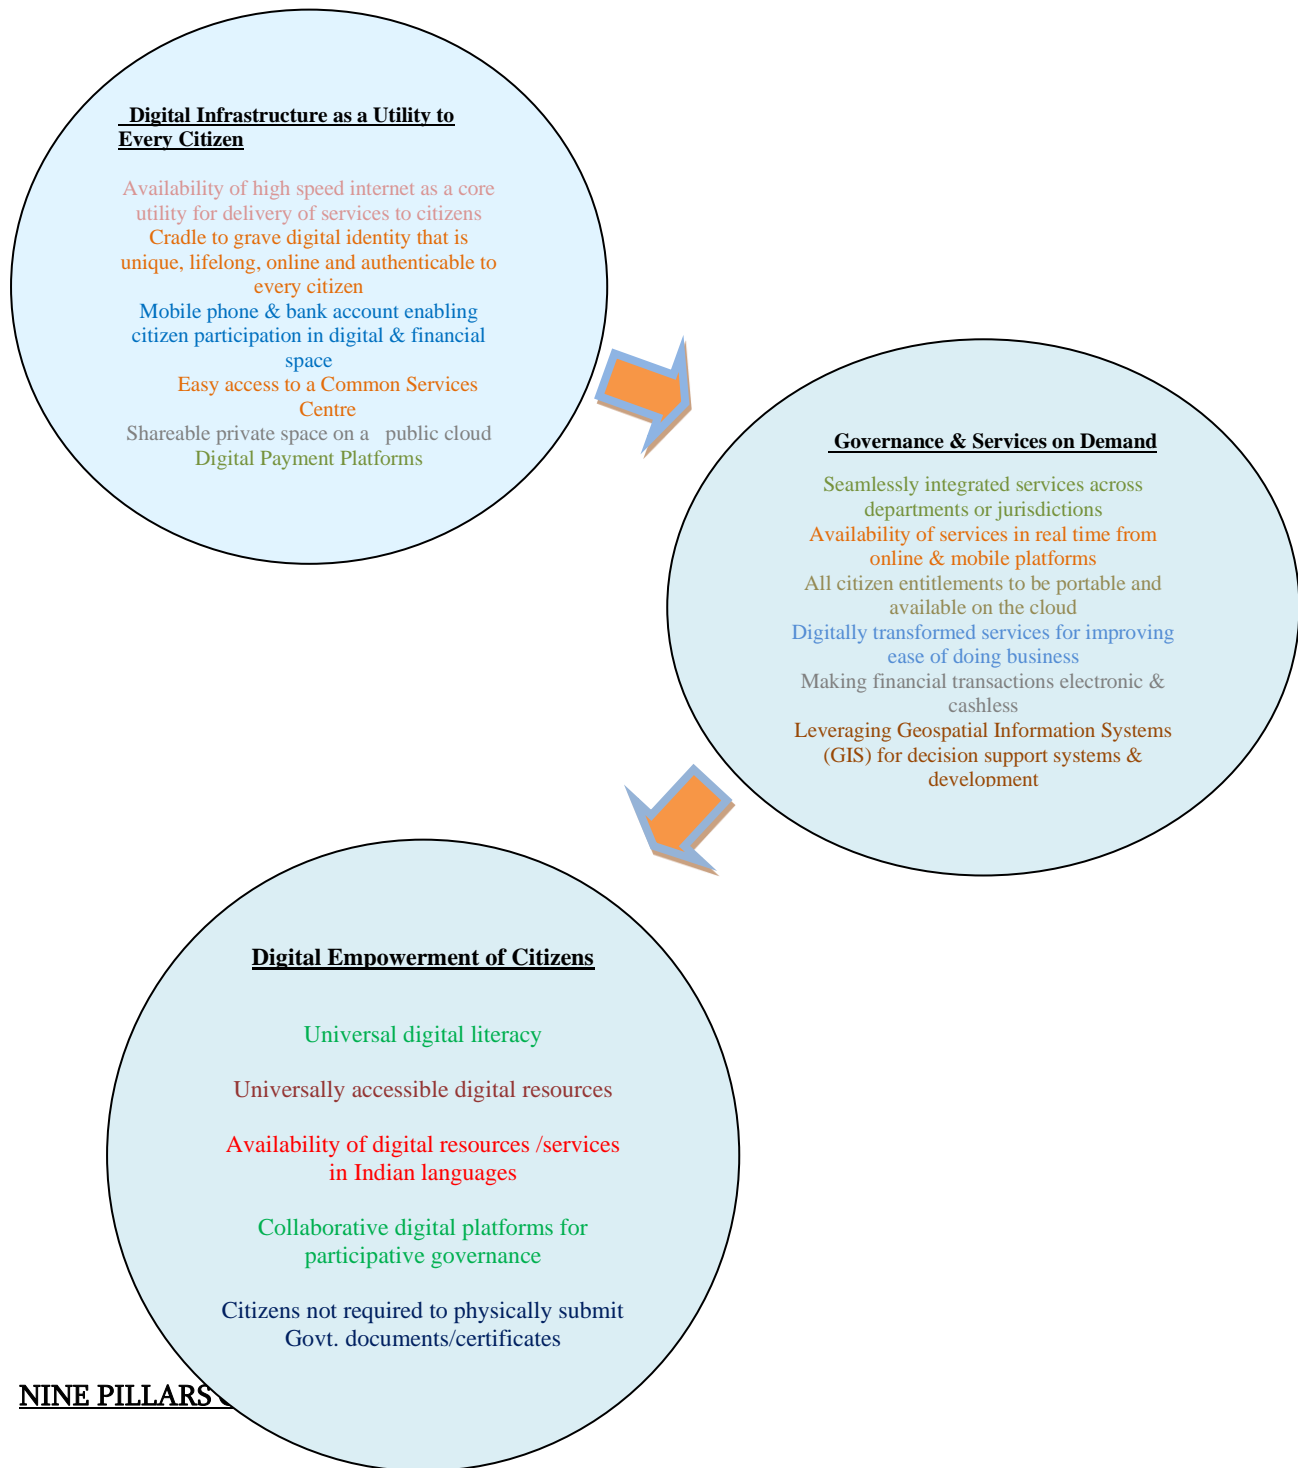 Digital Infrastructure as a Utility to
Every Citizen
Availability of high speed internet as a core
utility for delivery of services to citizens
Cradle to grave digital identity that is
unique, lifelong, online and authenticable to
every citizen
Mobile phone & bank account enabling
citizen participation in digital & financial
space
Easy access to a Common Services
Centre
Shareable private space on a public cloud
Digital Payment Platforms
Governance & Services on Demand
Seamlessly integrated services across
departments or jurisdictions
Availability of services in real time from
online & mobile platforms
All citizen entitlements to be portable and
available on the cloud
Digitally transformed services for improving
ease of doing business
Making financial transactions electronic &
cashless
Leveraging Geospatial Information Systems
(GIS) for decision support systems &
development
Digital Empowerment of Citizens
Universal digital literacy
Universally accessible digital resources
Availability of digital resources /services
in Indian languages
Collaborative digital platforms for
participative governance
Citizens not required to physically submit
Govt. documents/certificates
NINE PILLARS